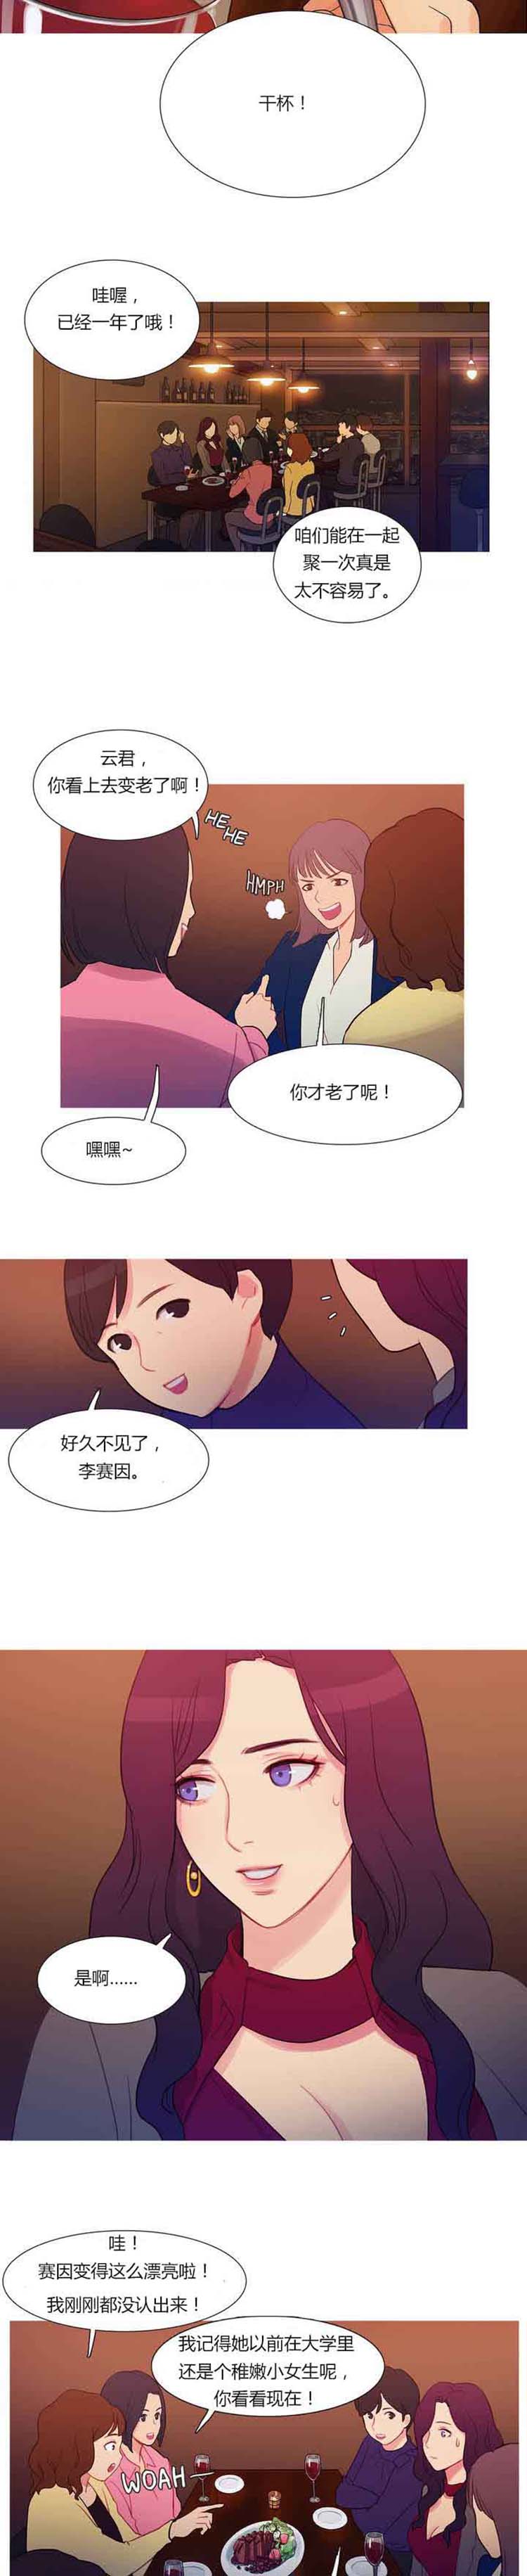 干杯！
哇喔，
已经一年了哦！
咱们能在一起
聚一次真是
太不容易了。
云君，
你看上去变老了啊！
HE
HE
HMPH
你才老了呢！
嘿嘿~
好久不见了，
李赛因。
是啊……
哇！
赛因变得这么漂亮啦！
我刚刚都没认出来！
我记得她以前在大学里
还是个稚嫩小女生呢，
你看看现在！
WOAH